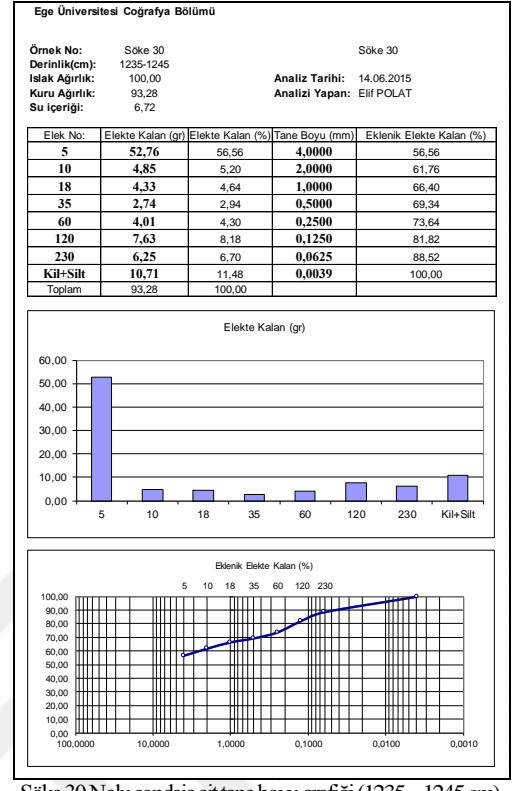 Ege Üniversitesi Coğrafya Bölümü
Örnek No: Söke 30 Söke 30
Derinlik(cm): 1235-1245
Islak Ağırlık: 100,00 Analiz Tarihi: 14.06.2015
Kuru Ağırlık: 93,28 Analizi Yapan: Elif POLAT
Su içeriği: 6,72
Elek No: Elekte Kalan (gr) Elekte Kalan (%) Tane Boyu (mm) Eklenik Elekte Kalan (%)
5 52,76 56,56 4,0000 56,56
10 4,85 5,20 2,0000 61,76
18 4,33 4,64 1,0000 66,40
35 2,74 2,94 0,5000 69,34
60 4,01 4,30 0,2500 73,64
120 7,63 8,18 0,1250 81,82
230 6,25 6,70 0,0625 88,52
Kil+Silt 10,71 11,48 0,0039 100,00
Toplam 93,28 100,00
Elekte Kalan (gr)
60,00
50,00
40,00
30,00
20,00
10,00
0,00
5 10 18 35 60 120 230 Kil+Silt
Eklenik Elekte Kalan (%)
5 10 18 35 60 120 230
100,00
90,00
80,00
70,00
60,00
50,00
40,00
30,00
20,00
10,00
0,00
100,0000 10,0000 1,0000 0,1000 0,0100 0,0010